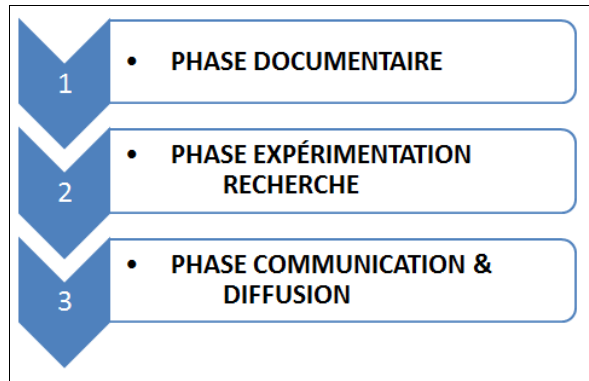 1
• PHASE DOCUMENTAIRE
2
• PHASE EXPÉRIMENTATION
RECHERCHE
3
• PHASE COMMUNICATION &
DIFFUSION